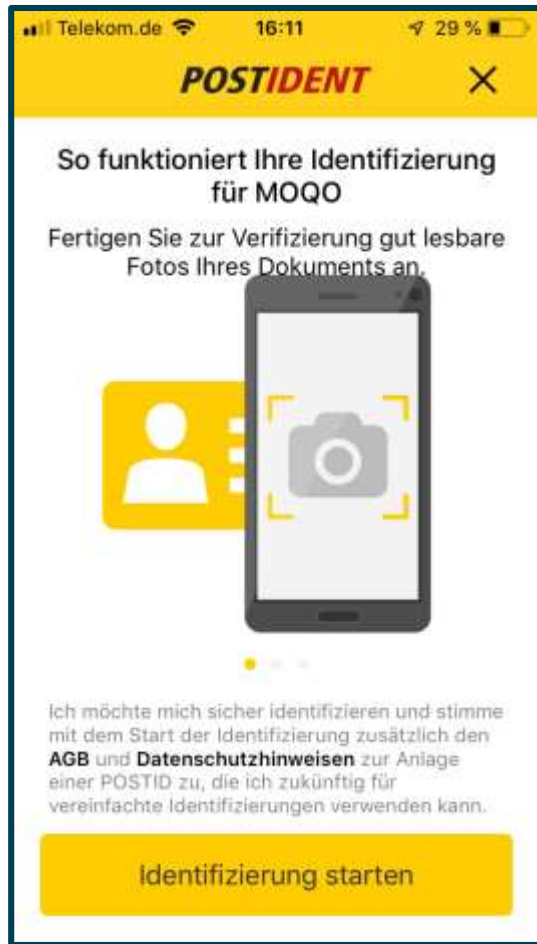 Telekom.de 16:11 29 %
POSTIDENT
So funktioniert Ihre Identifizierung
für MOQO
Fertigen Sie zur Verifizierung gut lesbare
Fotos Ihres Dokuments an.
Ich möchte mich sicher identifizieren und stimme
mit dem Start der Identifizierung zusätzlich den
AGB und Datenschutzhinweisen zur Anlage
einer POSTID zu, die ich zukünftig für
vereinfachte Identifizierungen verwenden kann.
Identifizierung starten